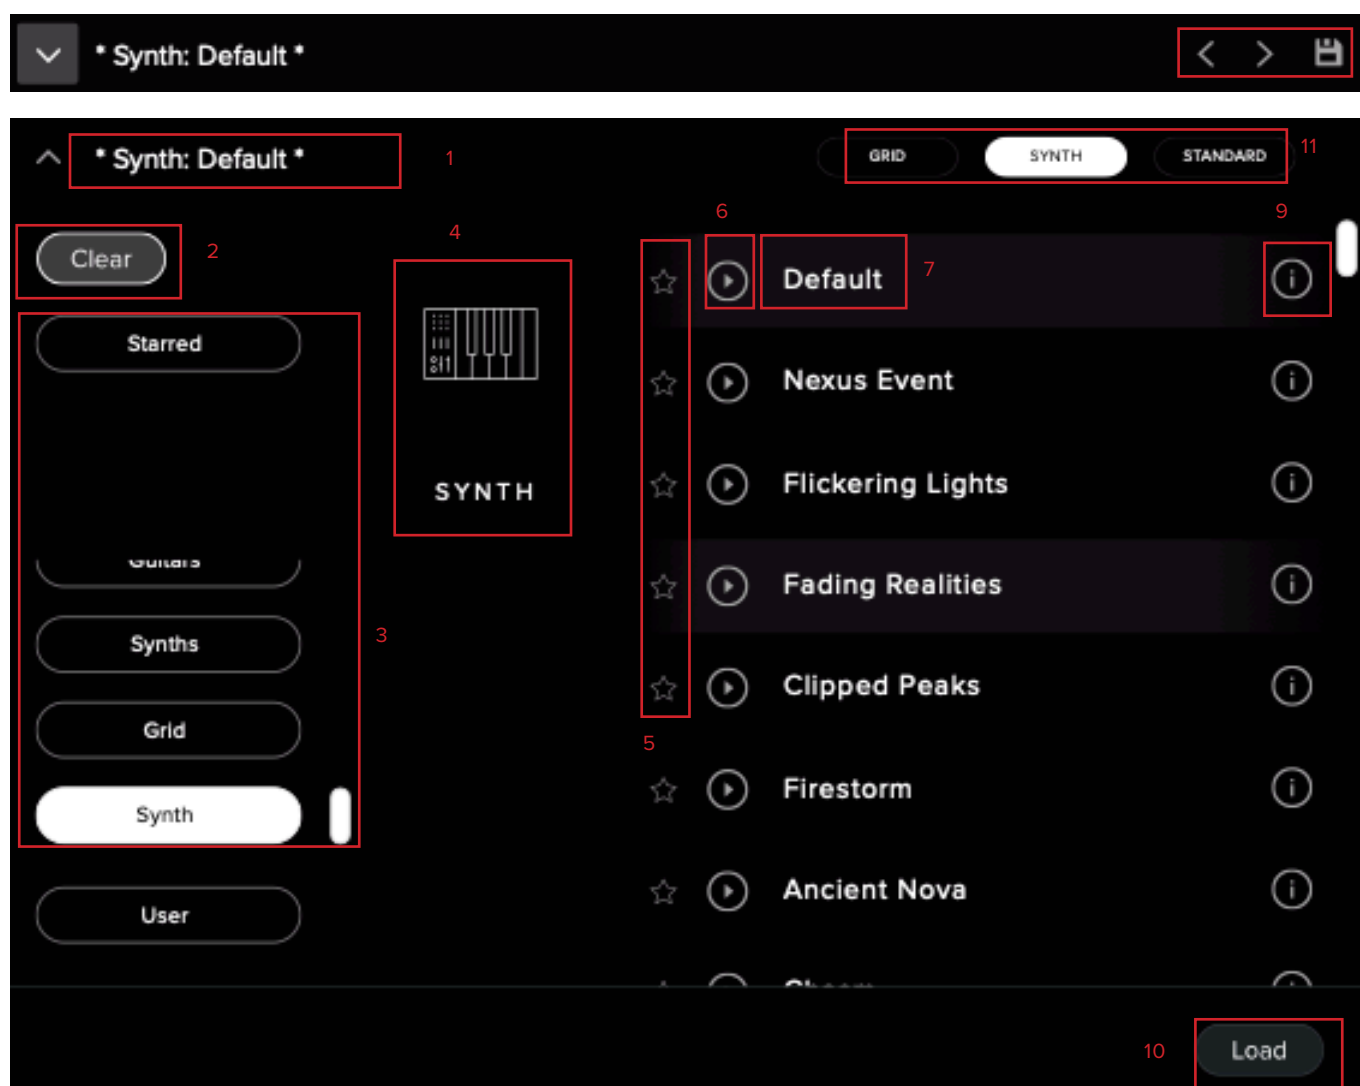 * Synth: Default *
* Synth: Default *
1
GRID
SYNTH
STANDARD
11
Clear
2
4
6
9
Starred
Default
7
Nexus Event
SYNTH
Flickering Lights
Guitars
Fading Realities
Synths
3
Clipped Peaks
Grid
5
Synth
Firestorm
User
Ancient Nova
10
Load